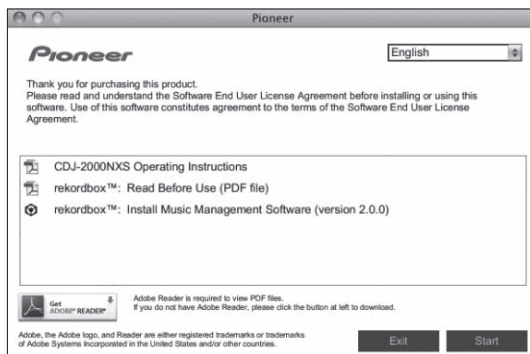 Pioneer
Pioneer
English
Thank you for purchasing this product.
Please read and understand the Software End User License Agreement before installing or using this
software. Use of this software constitutes agreement to the terms of the Software End User License
Agreement.
CDJ-2000NXS Operating Instructions
rekordbox™: Read Before Use (PDF file)
rekordbox™: Install Music Management Software (version 2.0.0)
Get
ADOBE® READER®
Adobe Reader is required to view PDF files.
If you do not have Adobe Reader, please click the button at left to download.
Adobe, the Adobe logo, and Reader are either registered trademarks or trademarks
of Adobe Systems Incorporated in the United States and/or other countries.
Exit
Start